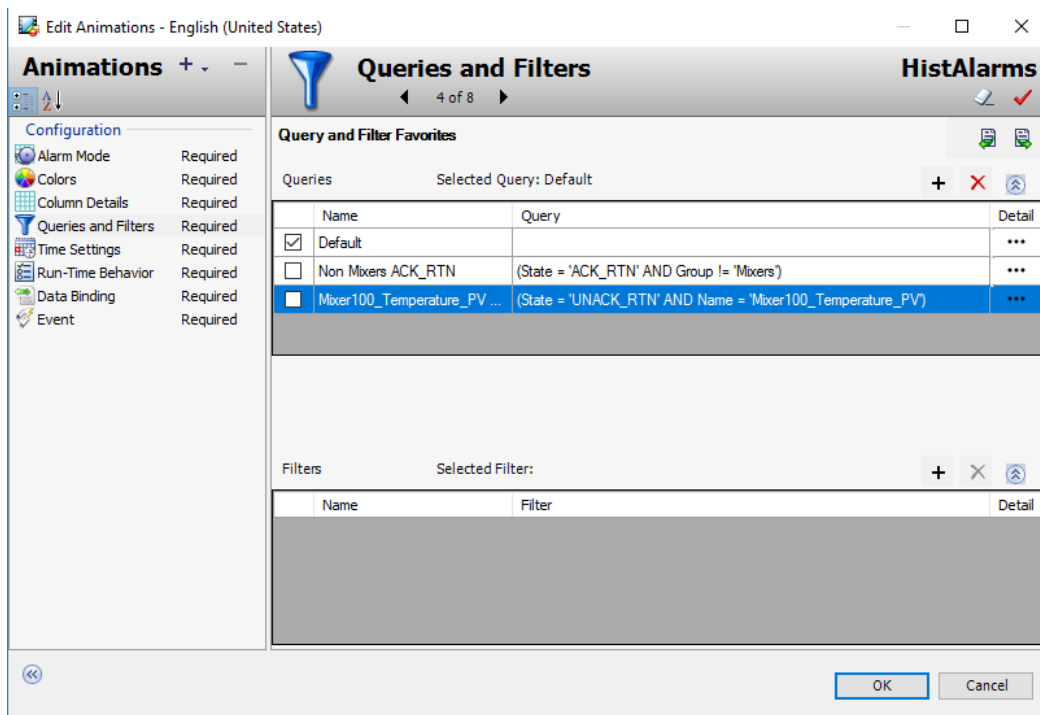 Edit Animations - English (United States)
Animations
Queries and Filters
HistAlarms
4 of 8
Configuration
Alarm Mode Required
Colors Required
Column Details Required
Queries and Filters Required
Time Settings Required
Run-Time Behavior Required
Data Binding Required
Event Required
Query and Filter Favorites
Queries Selected Query: Default
Name Query Detail
Default
Non Mixers ACK_RTN (State = 'ACK_RTN' AND Group != 'Mixers')
Mixer100_Temperature_PV ... (State = 'UNACK_RTN' AND Name = 'Mixer100_Temperature_PV')
Filters Selected Filter:
Name Filter Detail
OK Cancel